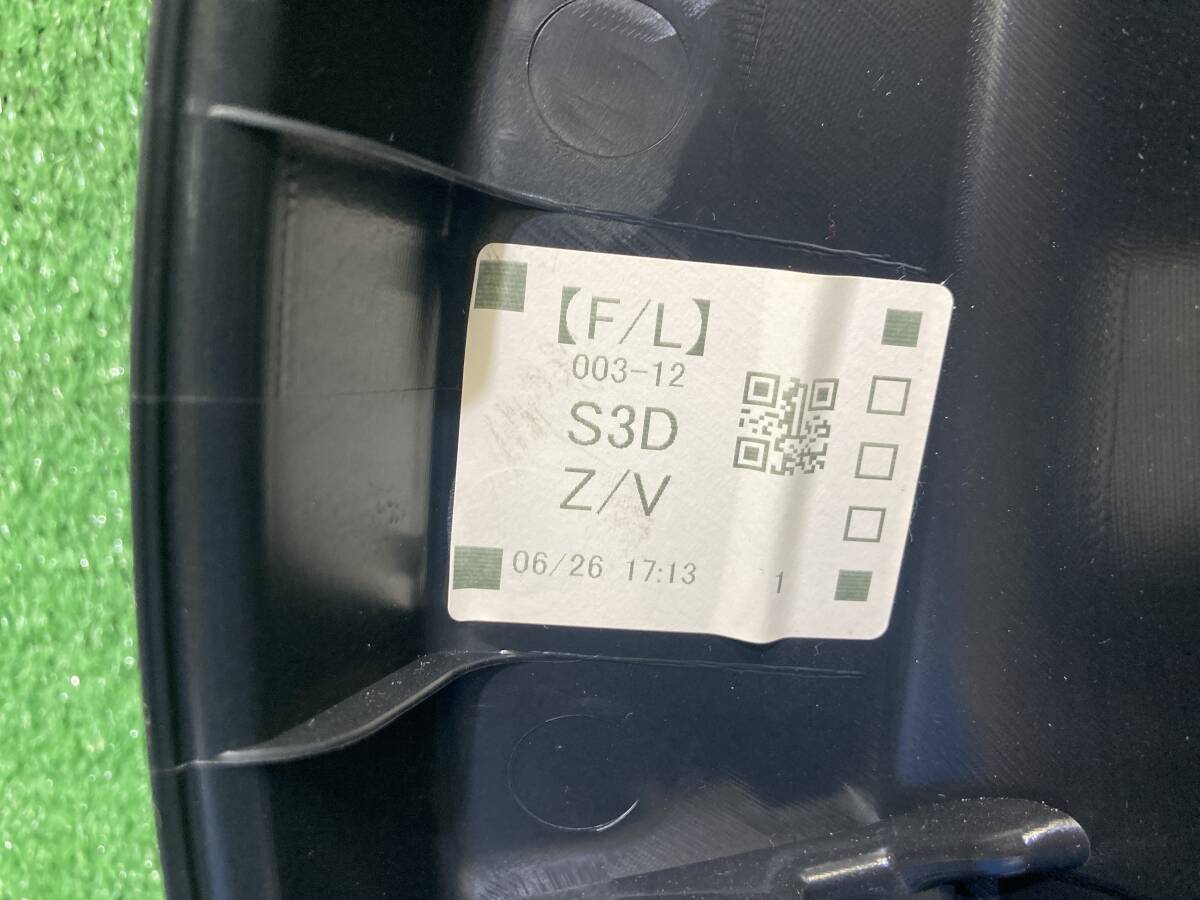 【F/L】
003-12
S3D
Z/V
06/26 17:13 1